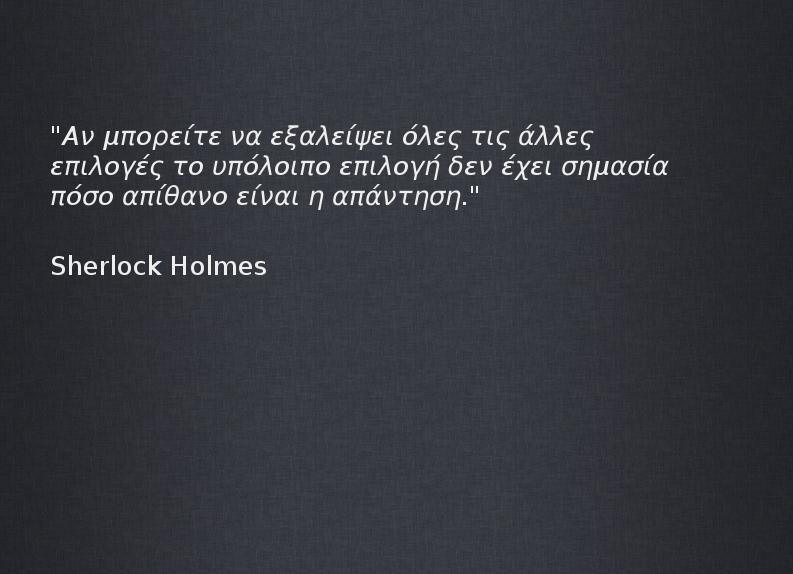 "Αν μπορείτε να εξαλείψει όλες τις άλλες
επιλογές το υπόλοιπο επιλογή δεν έχει σημασία
πόσο απίθανο είναι η απάντηση."
Sherlock Holmes